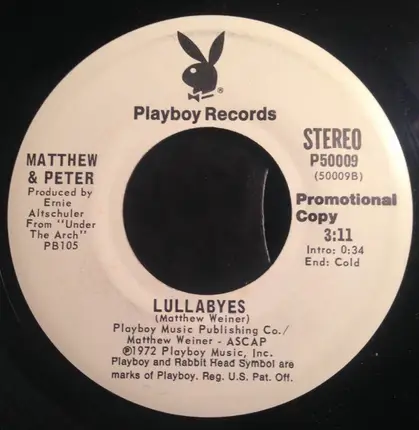 ®
Playboy Records
MATTHEW
& PETER
Produced by
Ernie
Altschuler
From "Under
The Arch"
PB105
STEREO
P50009
(50009B)
Promotional
Copy
3:11
Intro: 0:34
End: Cold
LULLABYES
(Matthew Weiner)
Playboy Music Publishing Co./
Matthew Weiner - ASCAP
℗1972 Playboy Music, Inc.
Playboy and Rabbit Head Symbol are
marks of Playboy. Reg. U.S. Pat. Off.